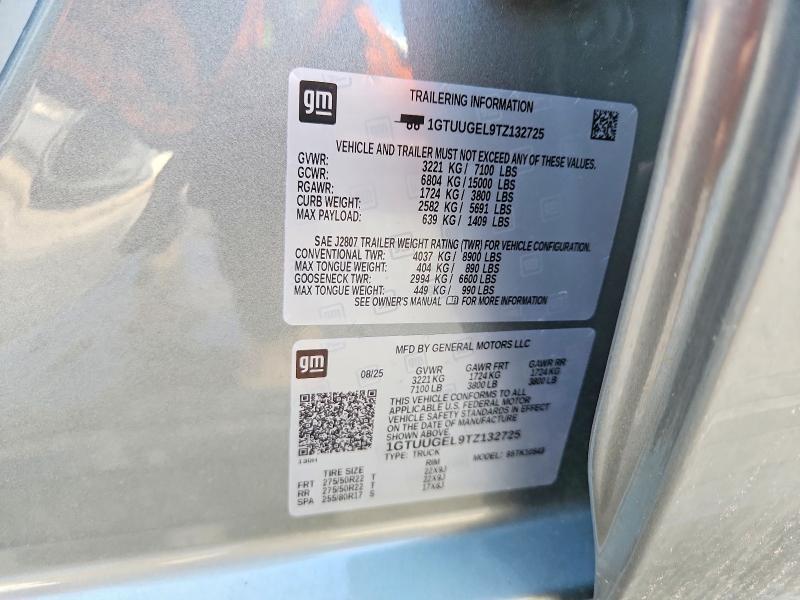 gm
TRAILERING INFORMATION
1GTUUGEL9TZ132725
VEHICLE AND TRAILER MUST NOT EXCEED ANY OF THESE VALUES.
GVWR: 3221 KG / 7100 LBS
GCWR: 6804 KG / 15000 LBS
RGAWR: 1724 KG / 3800 LBS
CURB WEIGHT: 2582 KG / 5691 LBS
MAX PAYLOAD: 639 KG / 1409 LBS
SAE J2807 TRAILER WEIGHT RATING (TWR) FOR VEHICLE CONFIGURATION.
CONVENTIONAL TWR: 4037 KG / 8900 LBS
MAX TONGUE WEIGHT: 404 KG / 890 LBS
GOOSENECK TWR: 2994 KG / 6600 LBS
MAX TONGUE WEIGHT: 449 KG / 990 LBS
SEE OWNER'S MANUAL FOR MORE INFORMATION
gm
MFD BY GENERAL MOTORS LLC
08/25 GVWR GAWR FRT GAWR RR
3221 KG 1724 KG 1724 KG
7100 LB 3800 LB 3800 LB
THIS VEHICLE CONFORMS TO ALL
APPLICABLE U.S. FEDERAL MOTOR
VEHICLE SAFETY STANDARDS IN EFFECT
ON THE DATE OF MANUFACTURE
SHOWN ABOVE.
1GTUUGEL9TZ132725
TYPE: TRUCK MODEL:
TIRE SIZE RIM
FRT 275/50R22 T 22X9J
RR 275/50R22 T 22X9J
SPA 255/80R17 S 17X8J